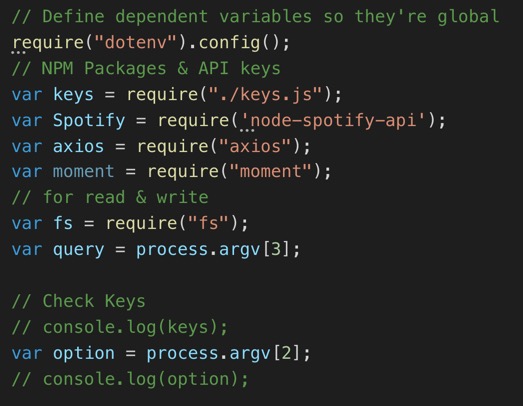 // Define dependent variables so they're global
require("dotenv").config();
// NPM Packages & API keys
var keys = require("./keys.js");
var Spotify = require('node-spotify-api');
var axios = require("axios");
var moment = require("moment");
// for read & write
var fs = require("fs");
var query = process.argv[3];
// Check Keys
// console.log(keys);
var option = process.argv[2];
// console.log(option);